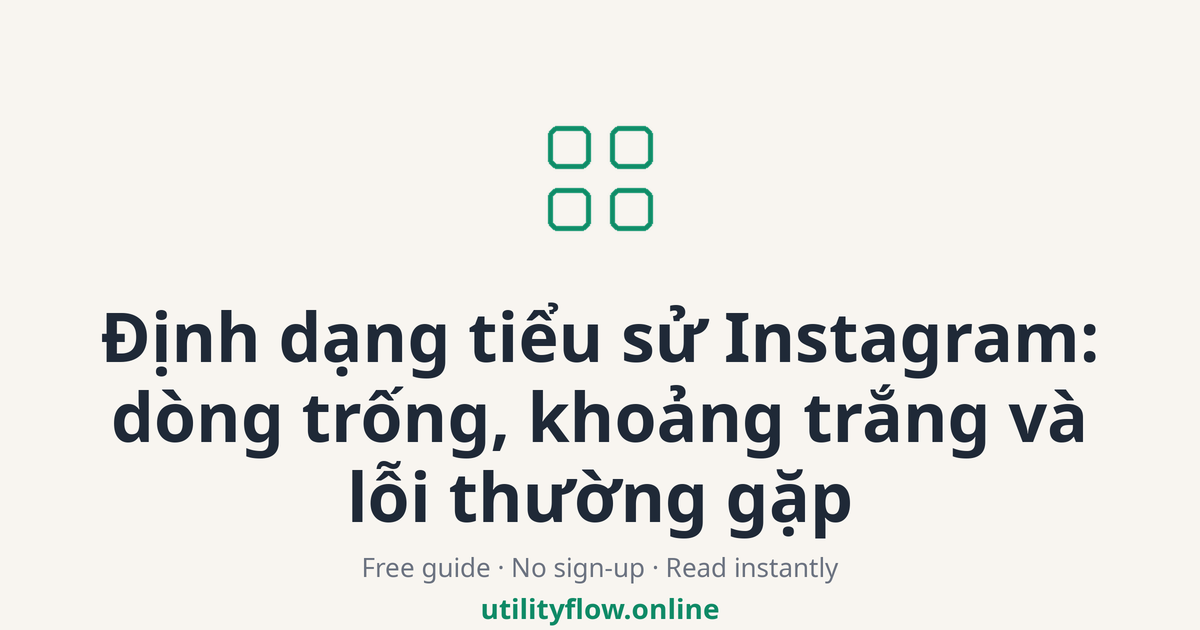 Định dạng tiểu sử Instagram:
dòng trống, khoảng trắng và
lỗi thường gặp
Free guide · No sign-up · Read instantly
utilityflow.online